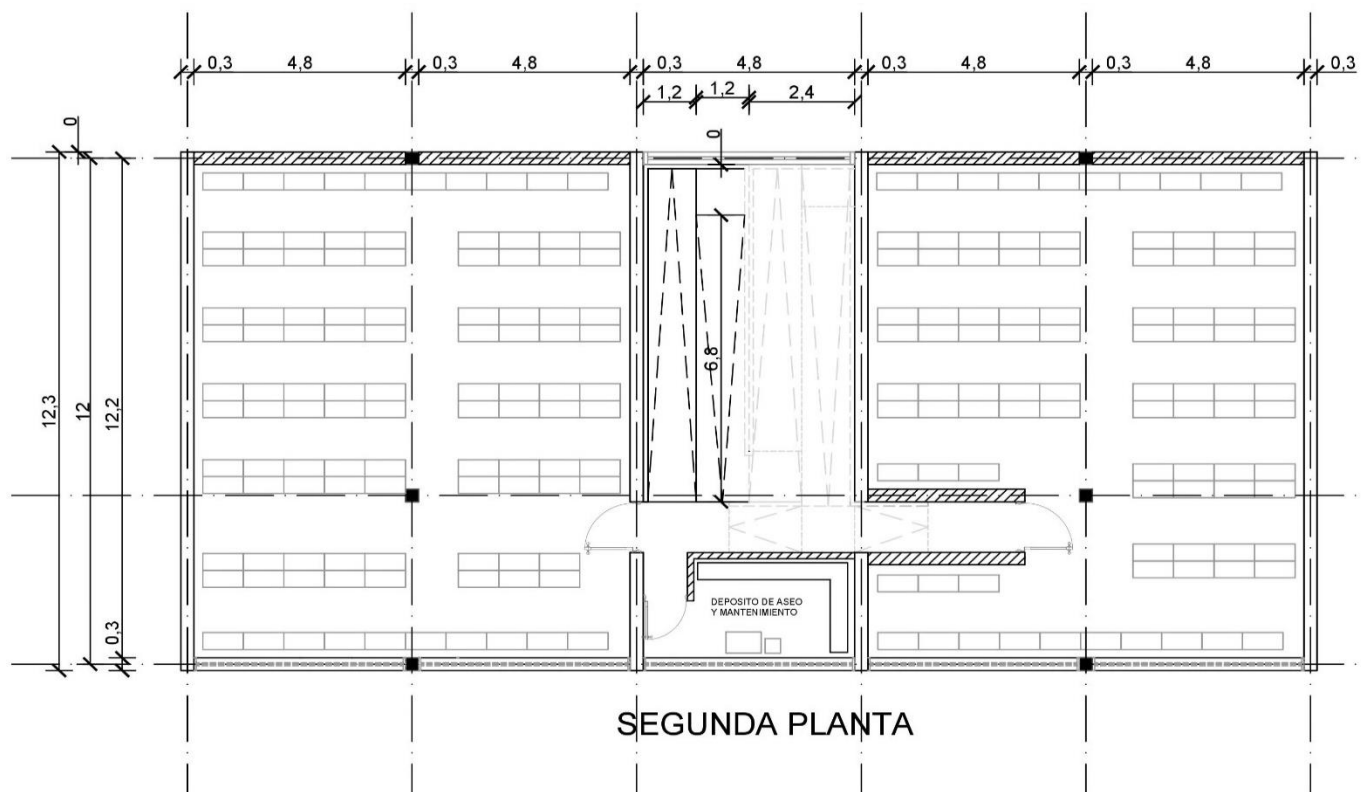 0,3 4,8 0,3 4,8 0,3 4,8 0,3 4,8 0,3 4,8 0,3
1,2 1,2 2,4
0
0
6,8
12,3
12
12,2
0,3
DEPOSITO DE ASEO
Y MANTENIMIENTO
SEGUNDA PLANTA